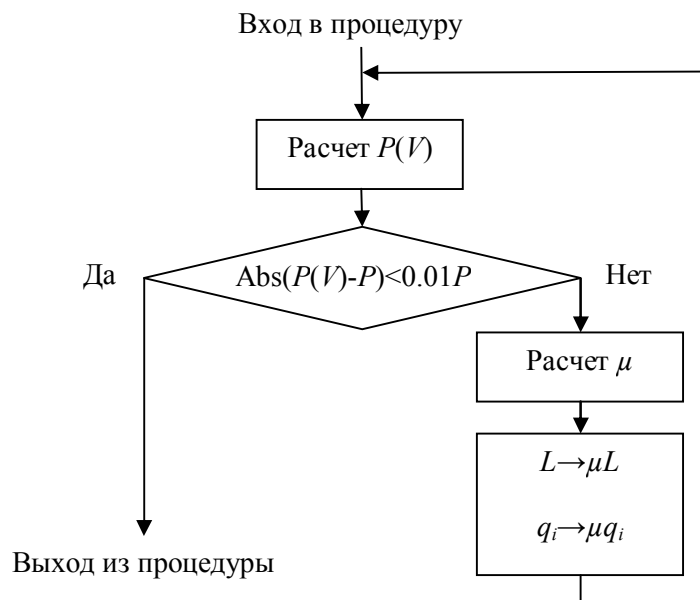 Вход в процедуру
Расчет P(V)
Да
Abs(P(V)-P)<0.01P
Нет
Расчет μ
L→μL
qᵢ→μqᵢ
Выход из процедуры